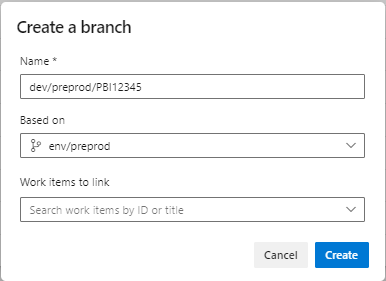 Create a branch
Name *
dev/preprod/PBI12345
Based on
env/preprod
Work items to link
Search work items by ID or title
Cancel
Create